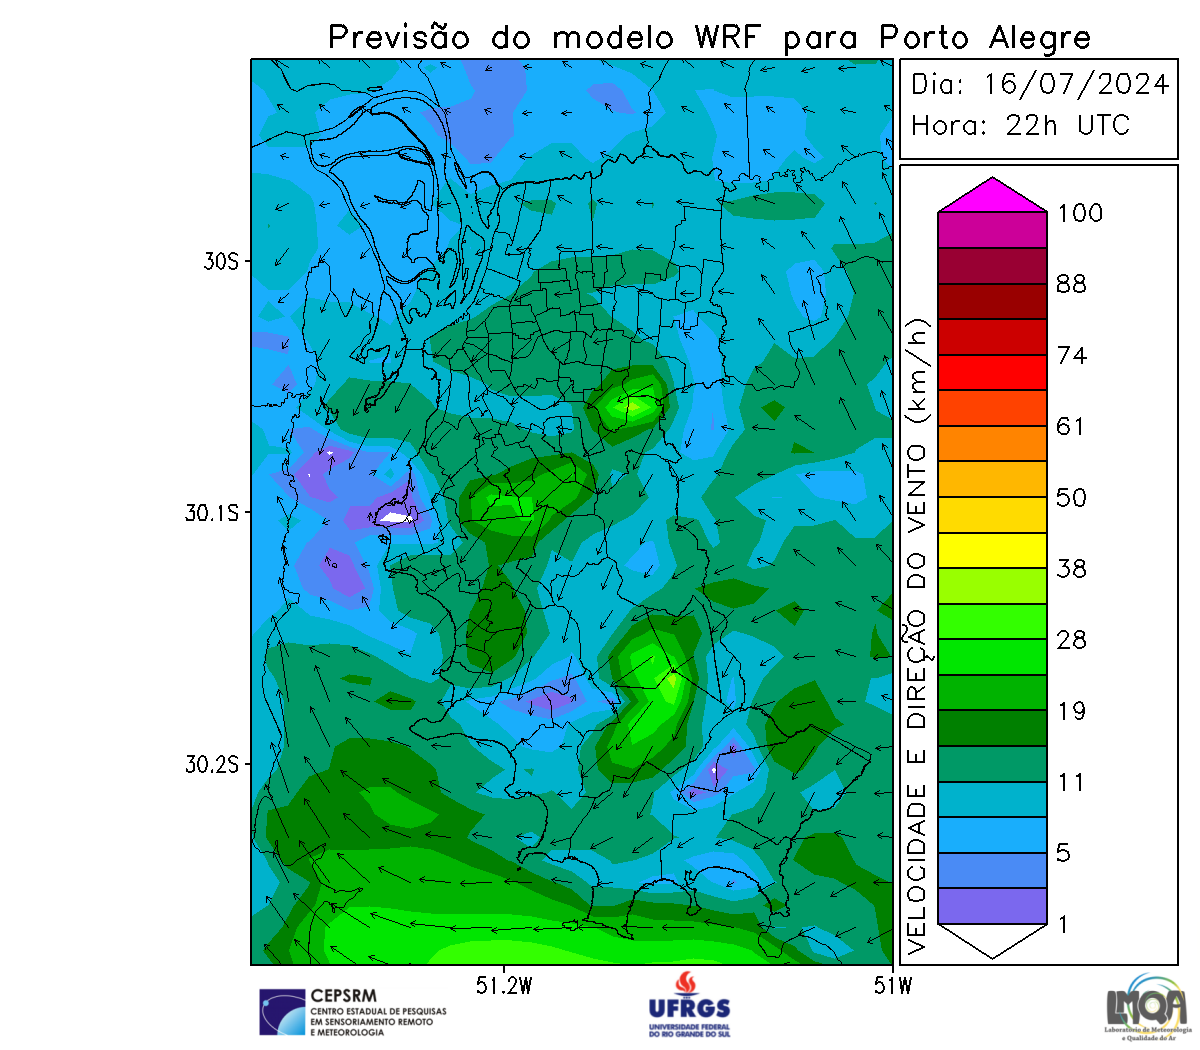 Previsão do modelo WRF para Porto Alegre
Dia: 16/07/2024
Hora: 22h UTC
30S
30.1S
30.2S
51.2W
51W
VELOCIDADE E DIREÇÃO DO VENTO (km/h)
100
88
74
61
50
38
28
19
11
5
1
CEPSRM
CENTRO ESTADUAL DE PESQUISAS
EM SENSORIAMENTO REMOTO
E METEOROLOGIA
UFRGS
UNIVERSIDADE FEDERAL
DO RIO GRANDE DO SUL
LMQA
Laboratório de Meteorologia
e Qualidade do Ar